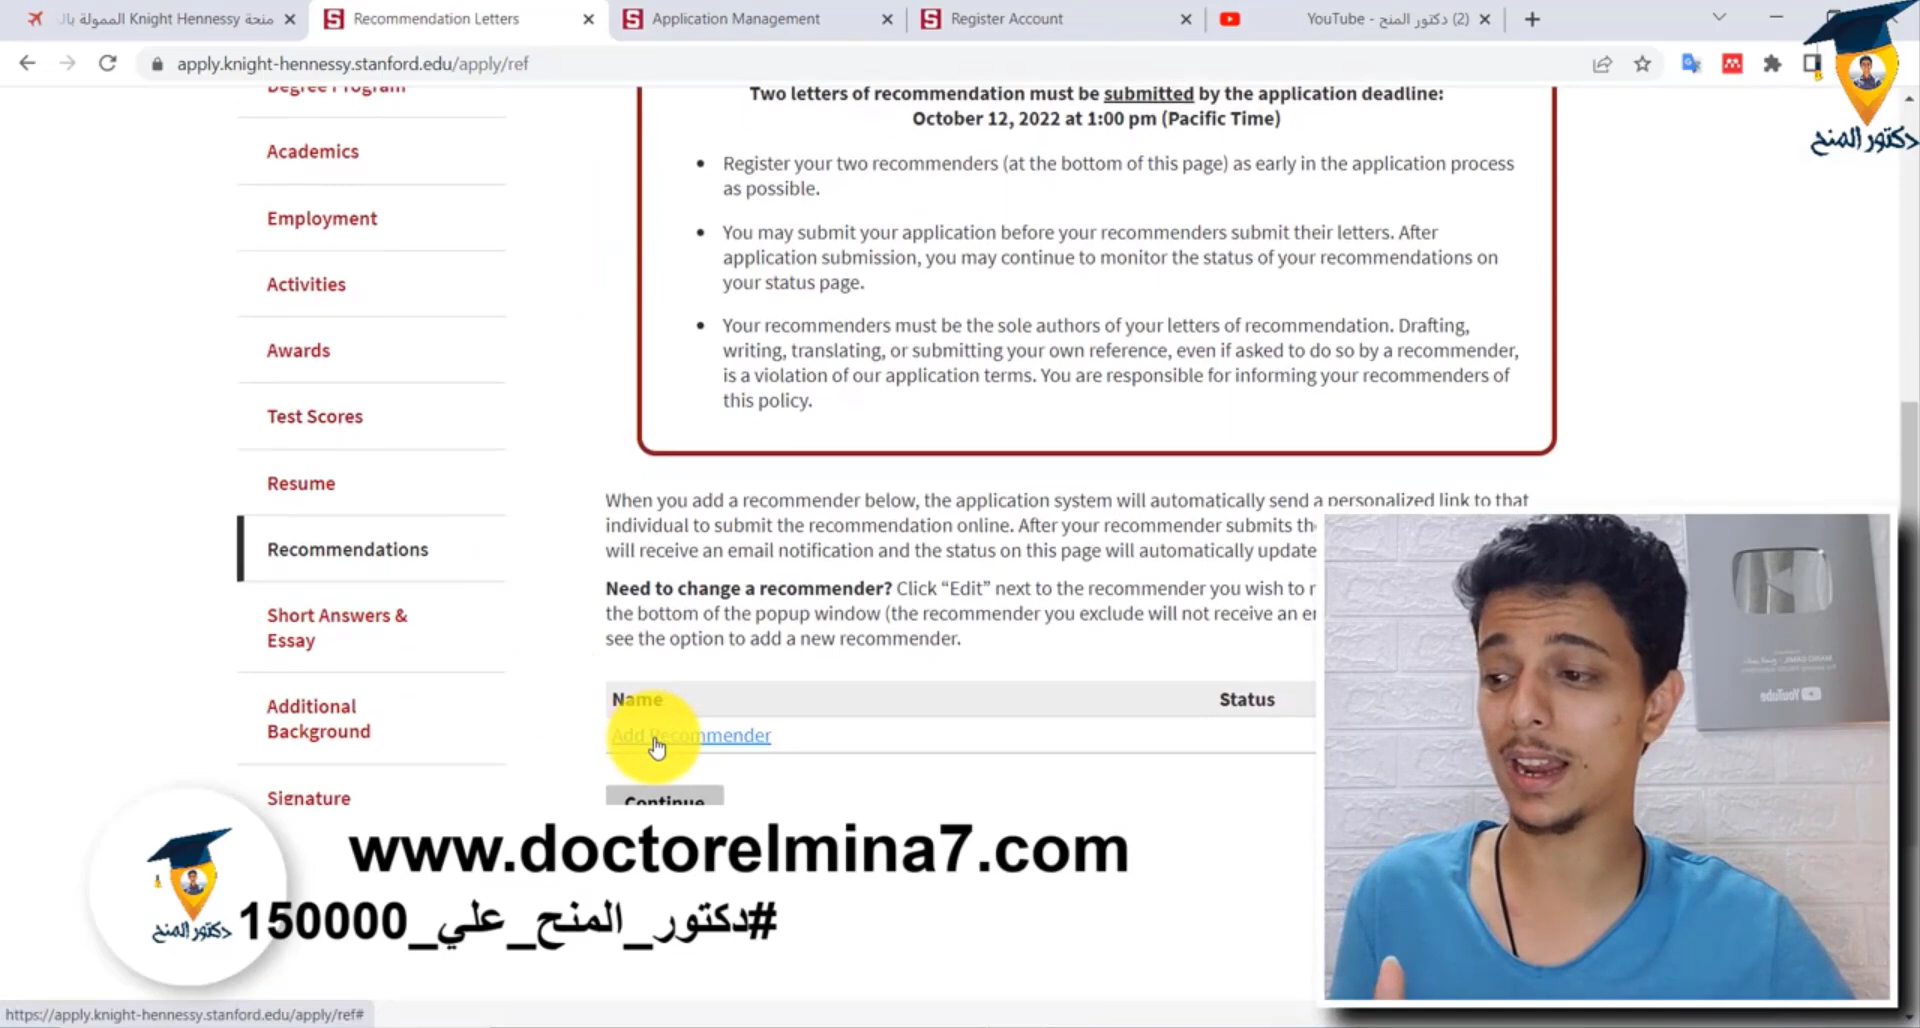 منحة Knight Hennessy الممولة بال
Recommendation Letters
Application Management
Register Account
(2) دكتور المنح - YouTube
apply.knight-hennessy.stanford.edu/apply/ref
دكتور المنح
Degree Program
Academics
Employment
Activities
Awards
Test Scores
Resume
Recommendations
Short Answers &
Essay
Additional
Background
Signature
Two letters of recommendation must be submitted by the application deadline:
October 12, 2022 at 1:00 pm (Pacific Time)
• Register your two recommenders (at the bottom of this page) as early in the application process
as possible.
• You may submit your application before your recommenders submit their letters. After
application submission, you may continue to monitor the status of your recommendations on
your status page.
• Your recommenders must be the sole authors of your letters of recommendation. Drafting,
writing, translating, or submitting your own reference, even if asked to do so by a recommender,
is a violation of our application terms. You are responsible for informing your recommenders of
this policy.
When you add a recommender below, the application system will automatically send a personalized link to that
individual to submit the recommendation online. After your recommender submits th
will receive an email notification and the status on this page will automatically update
Need to change a recommender? Click “Edit” next to the recommender you wish to r
the bottom of the popup window (the recommender you exclude will not receive an er
see the option to add a new recommender.
Name Status
Add Recommender
Continue
YouTube
www.doctorelmina7.com
#دكتور_المنح_علي_150000
دكتور المنح
https://apply.knight-hennessy.stanford.edu/apply/ref#